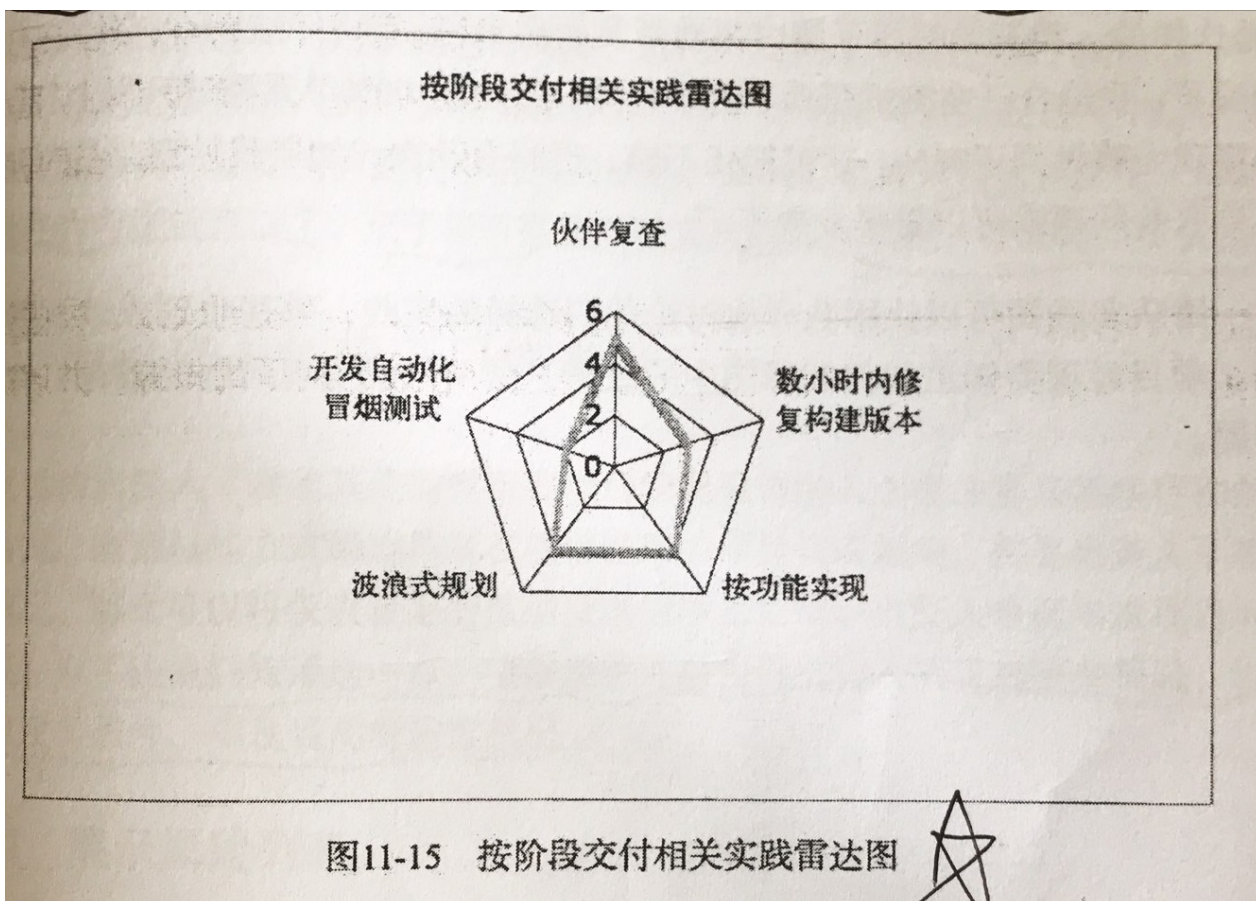 按阶段交付相关实践雷达图
伙伴复查
6
4
2
0
开发自动化
冒烟测试
数小时内修
复构建版本
波浪式规划
按功能实现
图11-15 按阶段交付相关实践雷达图